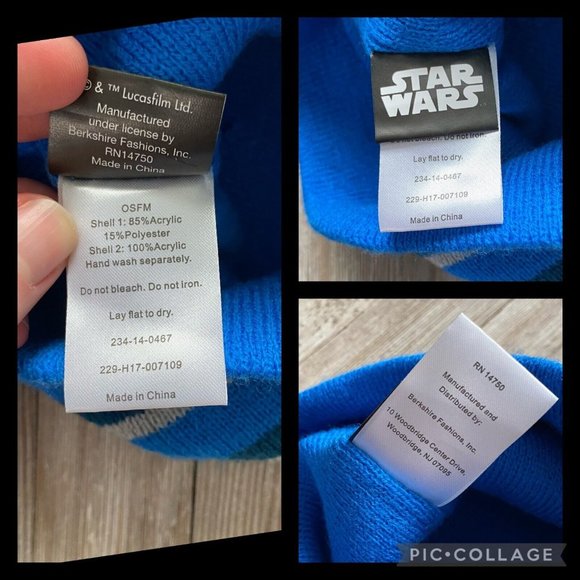 © & ™ Lucasfilm Ltd.
Manufactured
under license by
Berkshire Fashions, Inc.
RN14750
Made in China
OSFM
Shell 1: 85%Acrylic
15%Polyester
Shell 2: 100%Acrylic
Hand wash separately.
Do not bleach. Do not iron.
Lay flat to dry.
234-14-0467
229-H17-007109
Made in China
STAR
WARS
Do not bleach. Do not iron.
Lay flat to dry.
234-14-0467
229-H17-007109
Made in China
RN 14750
Manufactured and
Distributed by:
Berkshire Fashions, Inc.
10 Woodbridge Center Drive,
Woodbridge, NJ 07095
PIC•COLLAGE